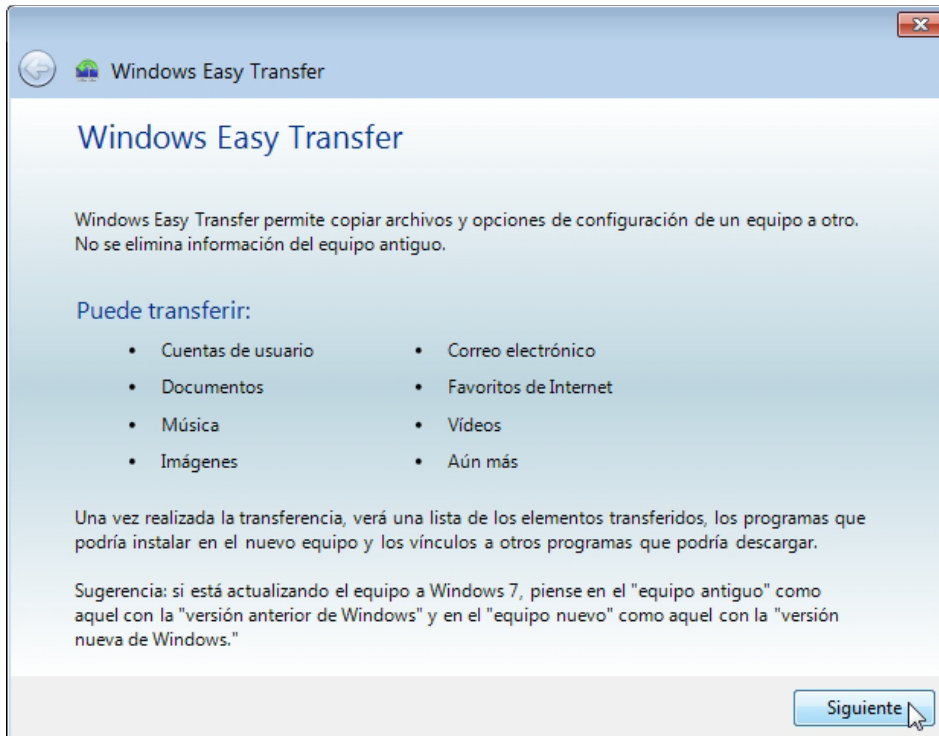 Windows Easy Transfer
Windows Easy Transfer
Windows Easy Transfer permite copiar archivos y opciones de configuración de un equipo a otro.
No se elimina información del equipo antiguo.
Puede transferir:
• Cuentas de usuario
• Correo electrónico
• Documentos
• Favoritos de Internet
• Música
• Vídeos
• Imágenes
• Aún más
Una vez realizada la transferencia, verá una lista de los elementos transferidos, los programas que
podría instalar en el nuevo equipo y los vínculos a otros programas que podría descargar.
Sugerencia: si está actualizando el equipo a Windows 7, piense en el "equipo antiguo" como
aquel con la "versión anterior de Windows" y en el "equipo nuevo" como aquel con la "versión
nueva de Windows."
Siguiente